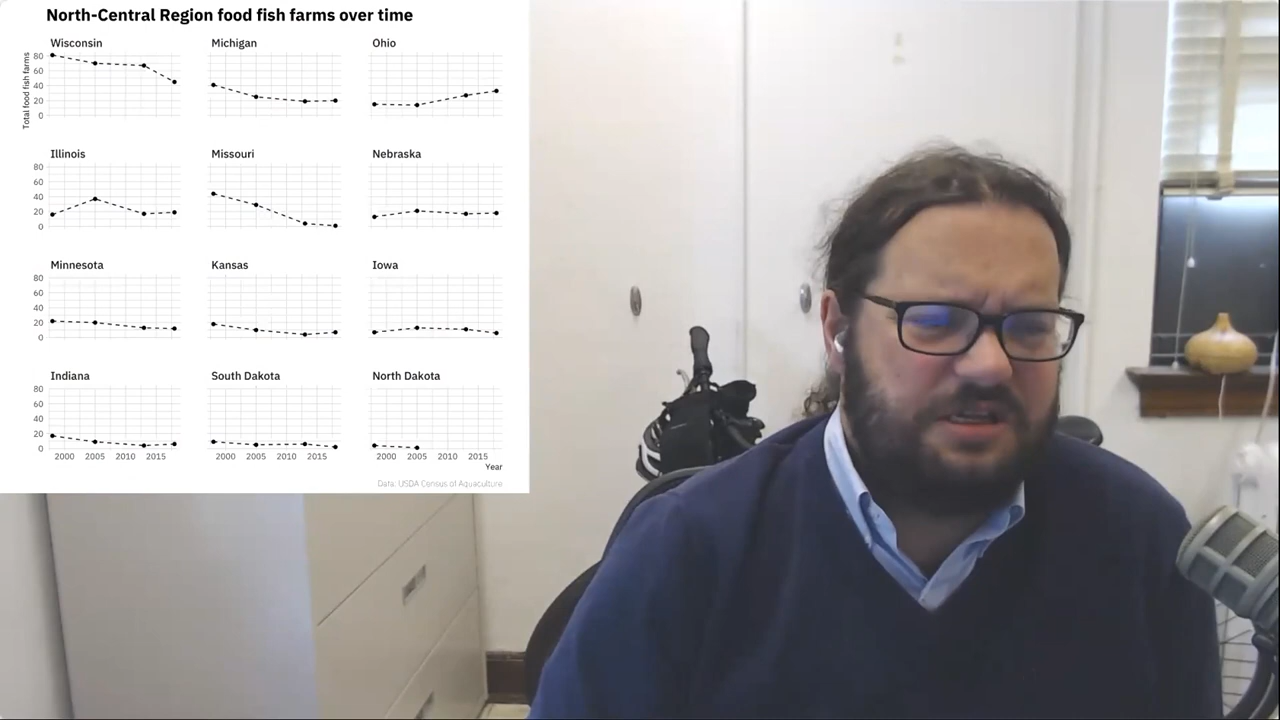 North-Central Region food fish farms over time
Wisconsin Michigan Ohio
Total food fish farms
80
60
40
20
0
Illinois Missouri Nebraska
80
60
40
20
0
Minnesota Kansas Iowa
80
60
40
20
0
Indiana South Dakota North Dakota
80
60
40
20
0
2000 2005 2010 2015 2000 2005 2010 2015 2000 2005 2010 2015
Year
Data: USDA Census of Aquaculture